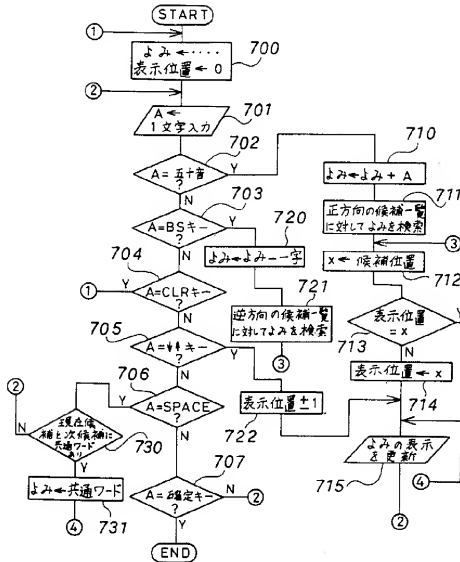 START
①
よみ←‥‥
表示位置←0
700
②
A←
1文字入力
701
702
A=五十音
?
Y
N
710
よみ←よみ+A
703
A=BSキー
?
Y
N
711
正方向の候補一覧
に対してよみを検索
③
720
よみ←よみー一字
x←候補位置
712
704
①
Y
A=CLRキー
?
N
721
逆方向の候補一覧
に対してよみを検索
③
表示位置
=x
Y
713
N
705
A=↓↑キー
?
Y
N
表示位置←x
714
706
②
Y
A=SPACE
?
N
表示位置±1
722
現在候
補と次候補に
共通ワード
あり
730
N
Y
よみの表示
を更新
715
707
A=確定キー
?
N
②
Y
よみ←共通ワード
731
④
④
②
END